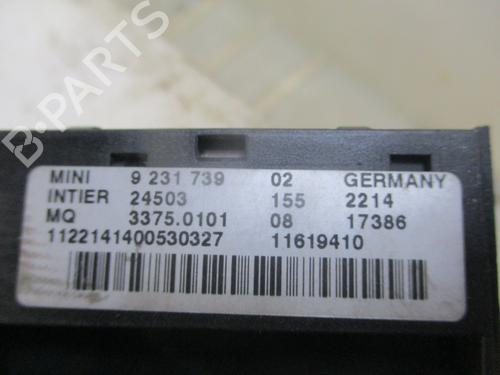 B-PARTS
MINI 9 231 739 02 GERMANY
INTIER 24503 155 2214
MQ 3375.0101 08 17386
1122141400530327 11619410